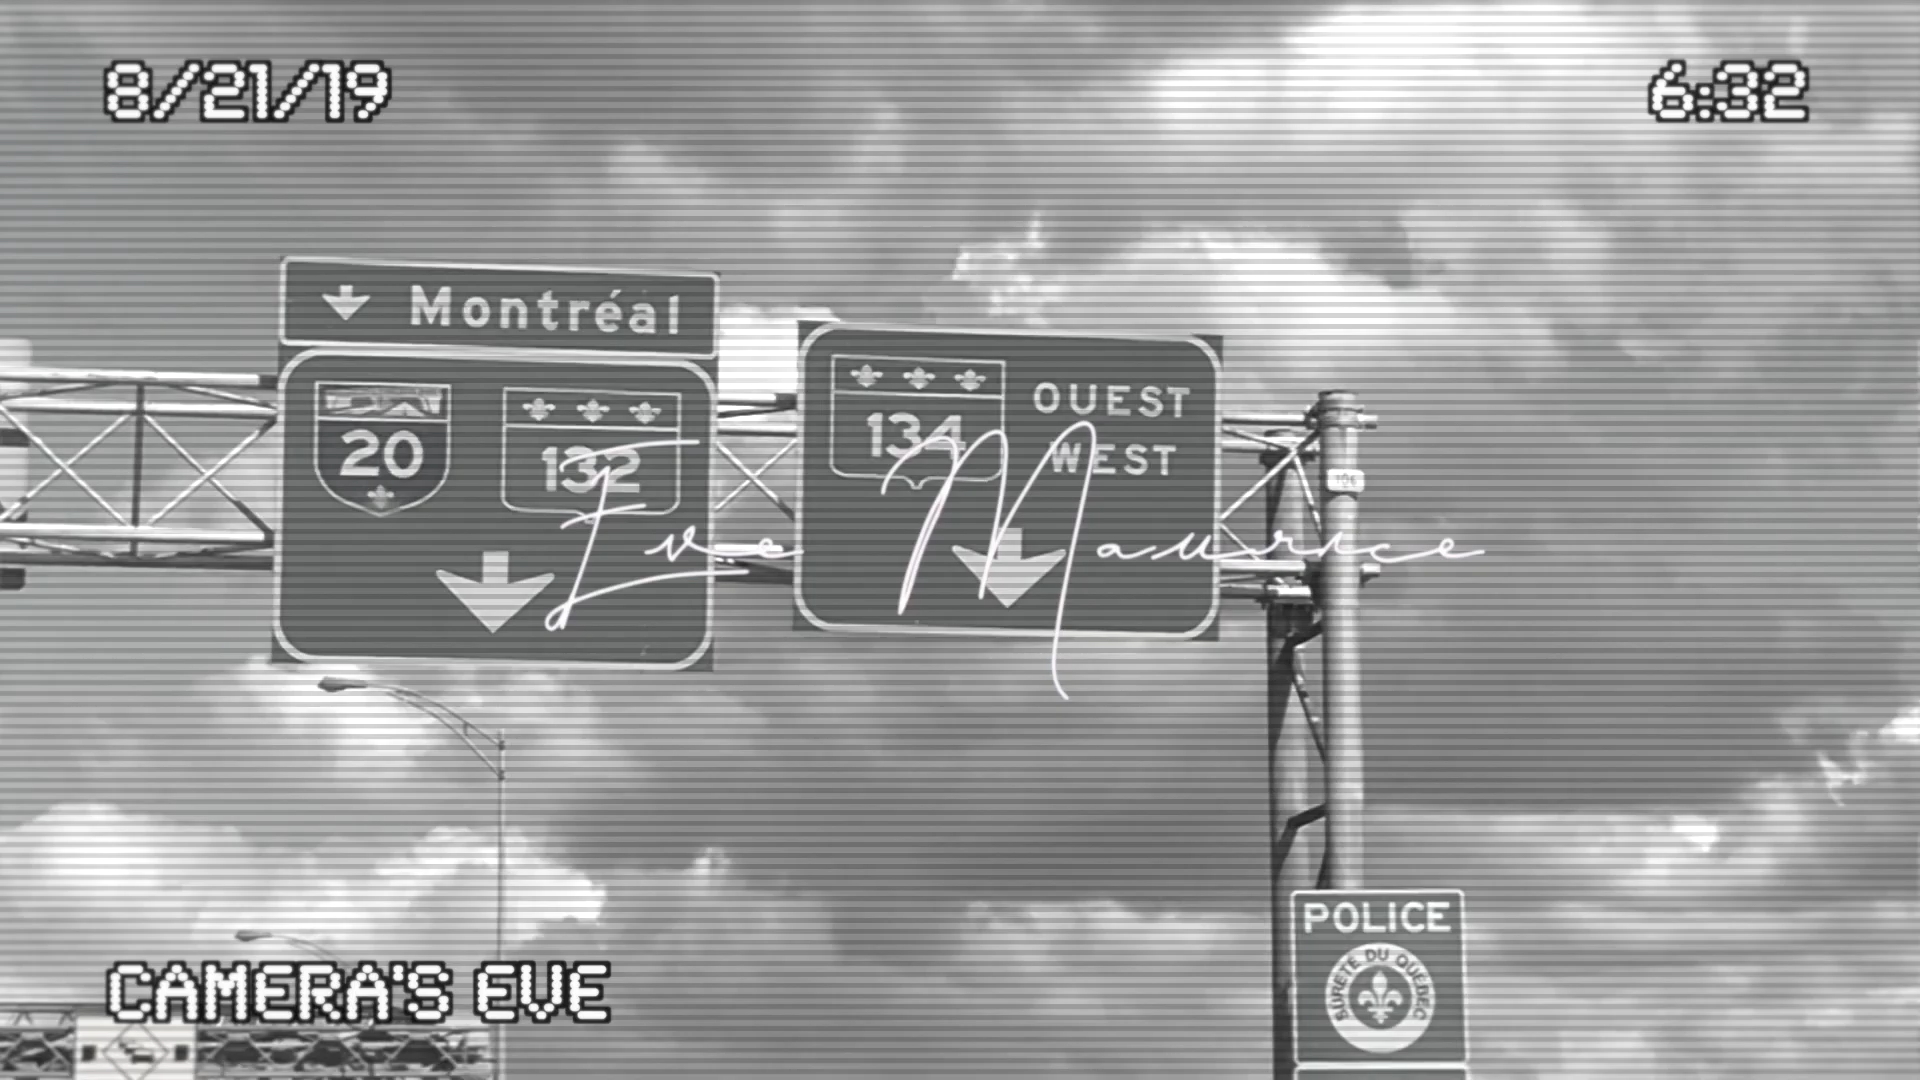 8/21/19
6:32
Montréal
20
132
134
OUEST
WEST
Eve Maurice
POLICE
SÛRETÉ DU QUÉBEC
CAMERA'S EVE